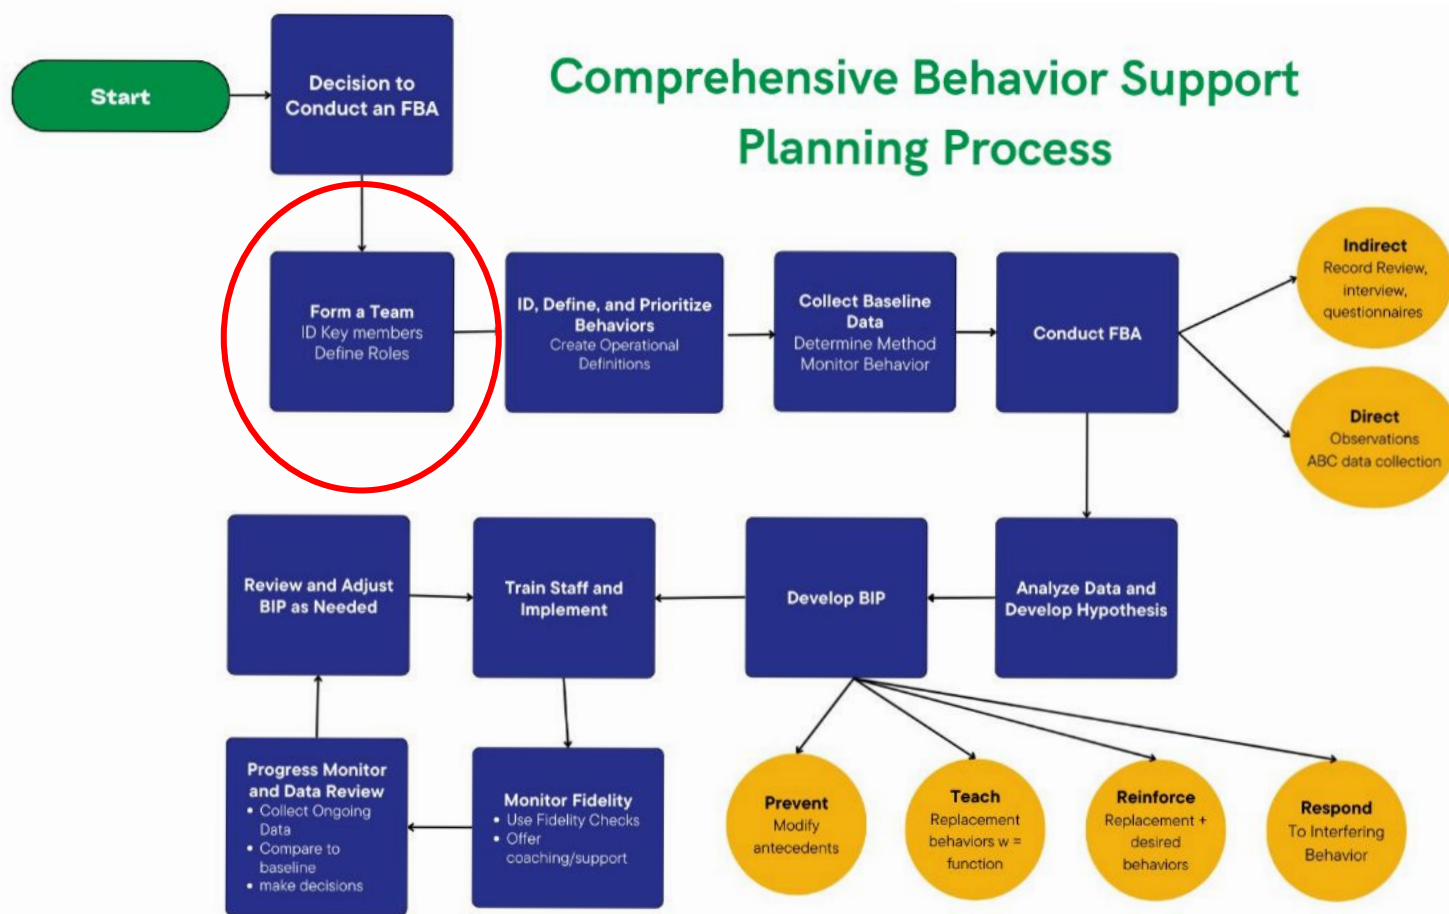 Comprehensive Behavior Support
Planning Process
Start
Decision to
Conduct an FBA
Form a Team
ID Key members
Define Roles
ID, Define, and Prioritize
Behaviors
Create Operational
Definitions
Collect Baseline
Data
Determine Method
Monitor Behavior
Conduct FBA
Indirect
Record Review,
interview,
questionnaires
Direct
Observations
ABC data collection
Analyze Data and
Develop Hypothesis
Develop BIP
Prevent
Modify
antecedents
Teach
Replacement
behaviors w =
function
Reinforce
Replacement +
desired
behaviors
Respond
To Interfering
Behavior
Train Staff and
Implement
Monitor Fidelity
• Use Fidelity Checks
• Offer
coaching/support
Progress Monitor
and Data Review
• Collect Ongoing
Data
• Compare to
baseline
• make decisions
Review and Adjust
BIP as Needed